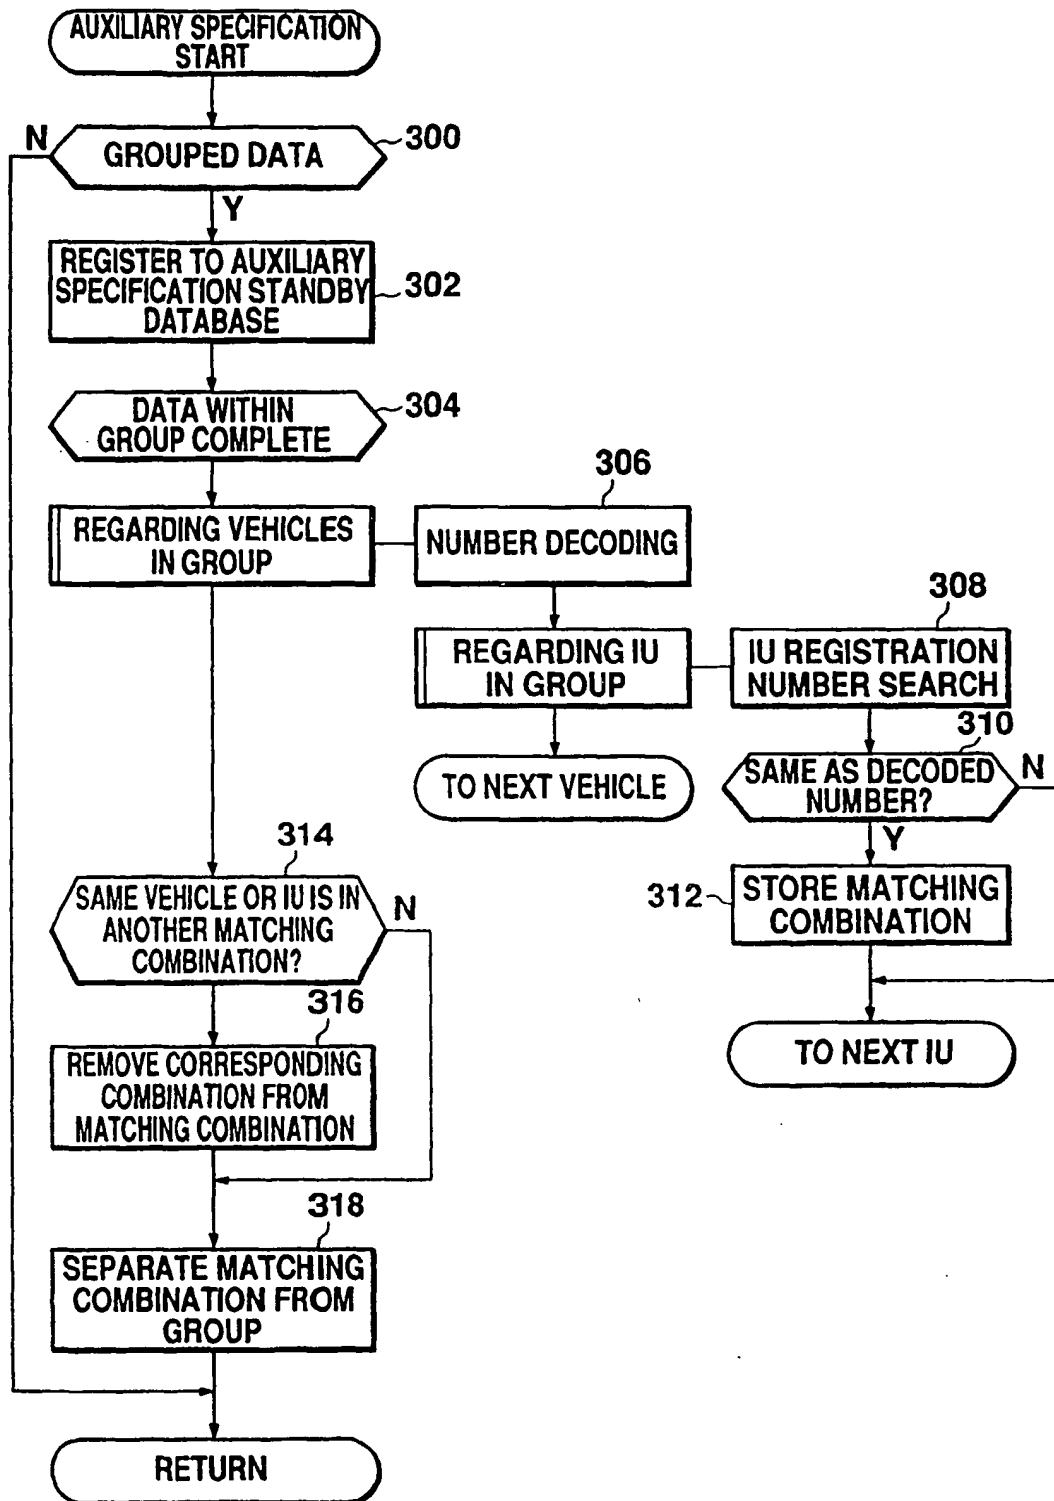 AUXILIARY SPECIFICATION
START
N
300
GROUPED DATA
Y
REGISTER TO AUXILIARY
SPECIFICATION STANDBY
DATABASE
302
DATA WITHIN
GROUP COMPLETE
304
306
REGARDING VEHICLES
IN GROUP
NUMBER DECODING
308
REGARDING IU
IN GROUP
IU REGISTRATION
NUMBER SEARCH
310
TO NEXT VEHICLE
SAME AS DECODED
NUMBER?
N
Y
314
312
STORE MATCHING
COMBINATION
SAME VEHICLE OR IU IS IN
ANOTHER MATCHING
COMBINATION?
N
316
TO NEXT IU
REMOVE CORRESPONDING
COMBINATION FROM
MATCHING COMBINATION
318
SEPARATE MATCHING
COMBINATION FROM
GROUP
RETURN